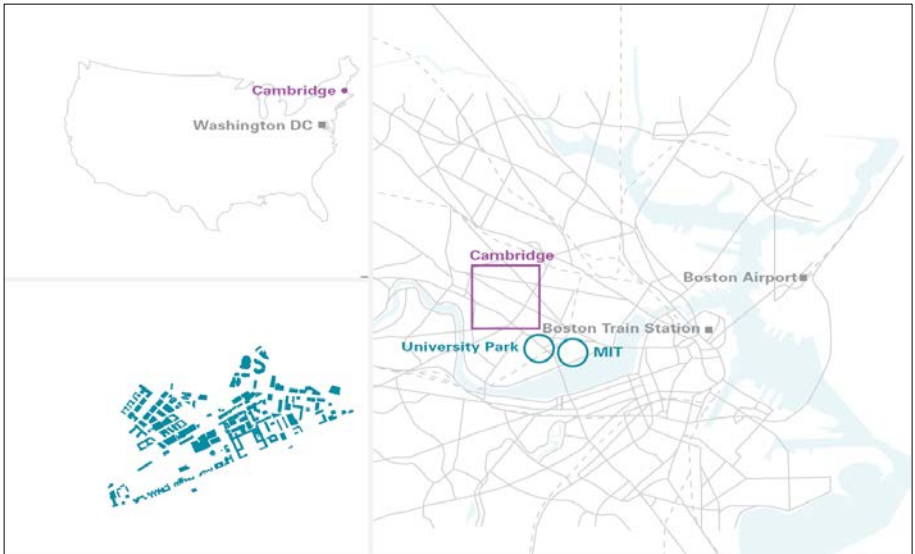 Cambridge
Washington DC
Cambridge
Boston Airport
Boston Train Station
University Park
MIT